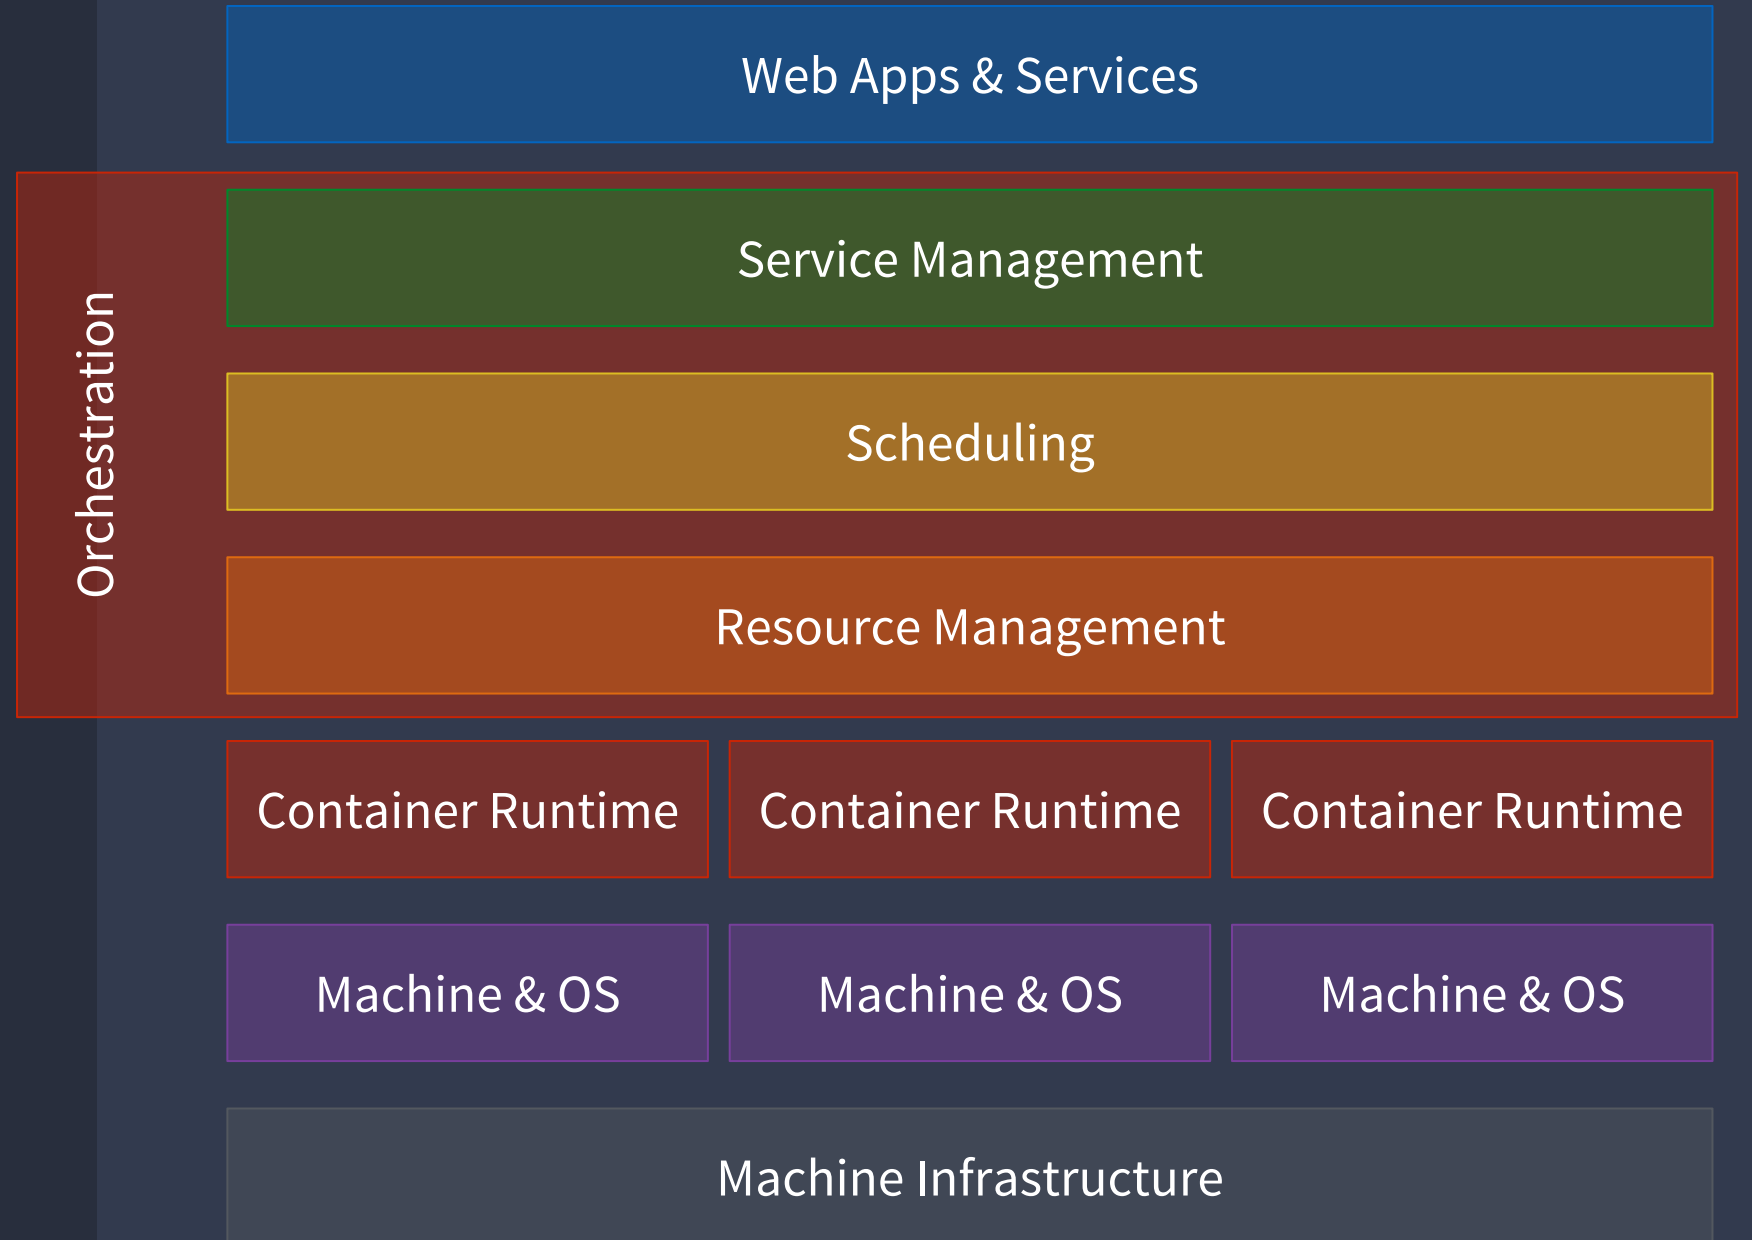 Web Apps & Services
Orchestration
Service Management
Scheduling
Resource Management
Container Runtime
Container Runtime
Container Runtime
Machine & OS
Machine & OS
Machine & OS
Machine Infrastructure